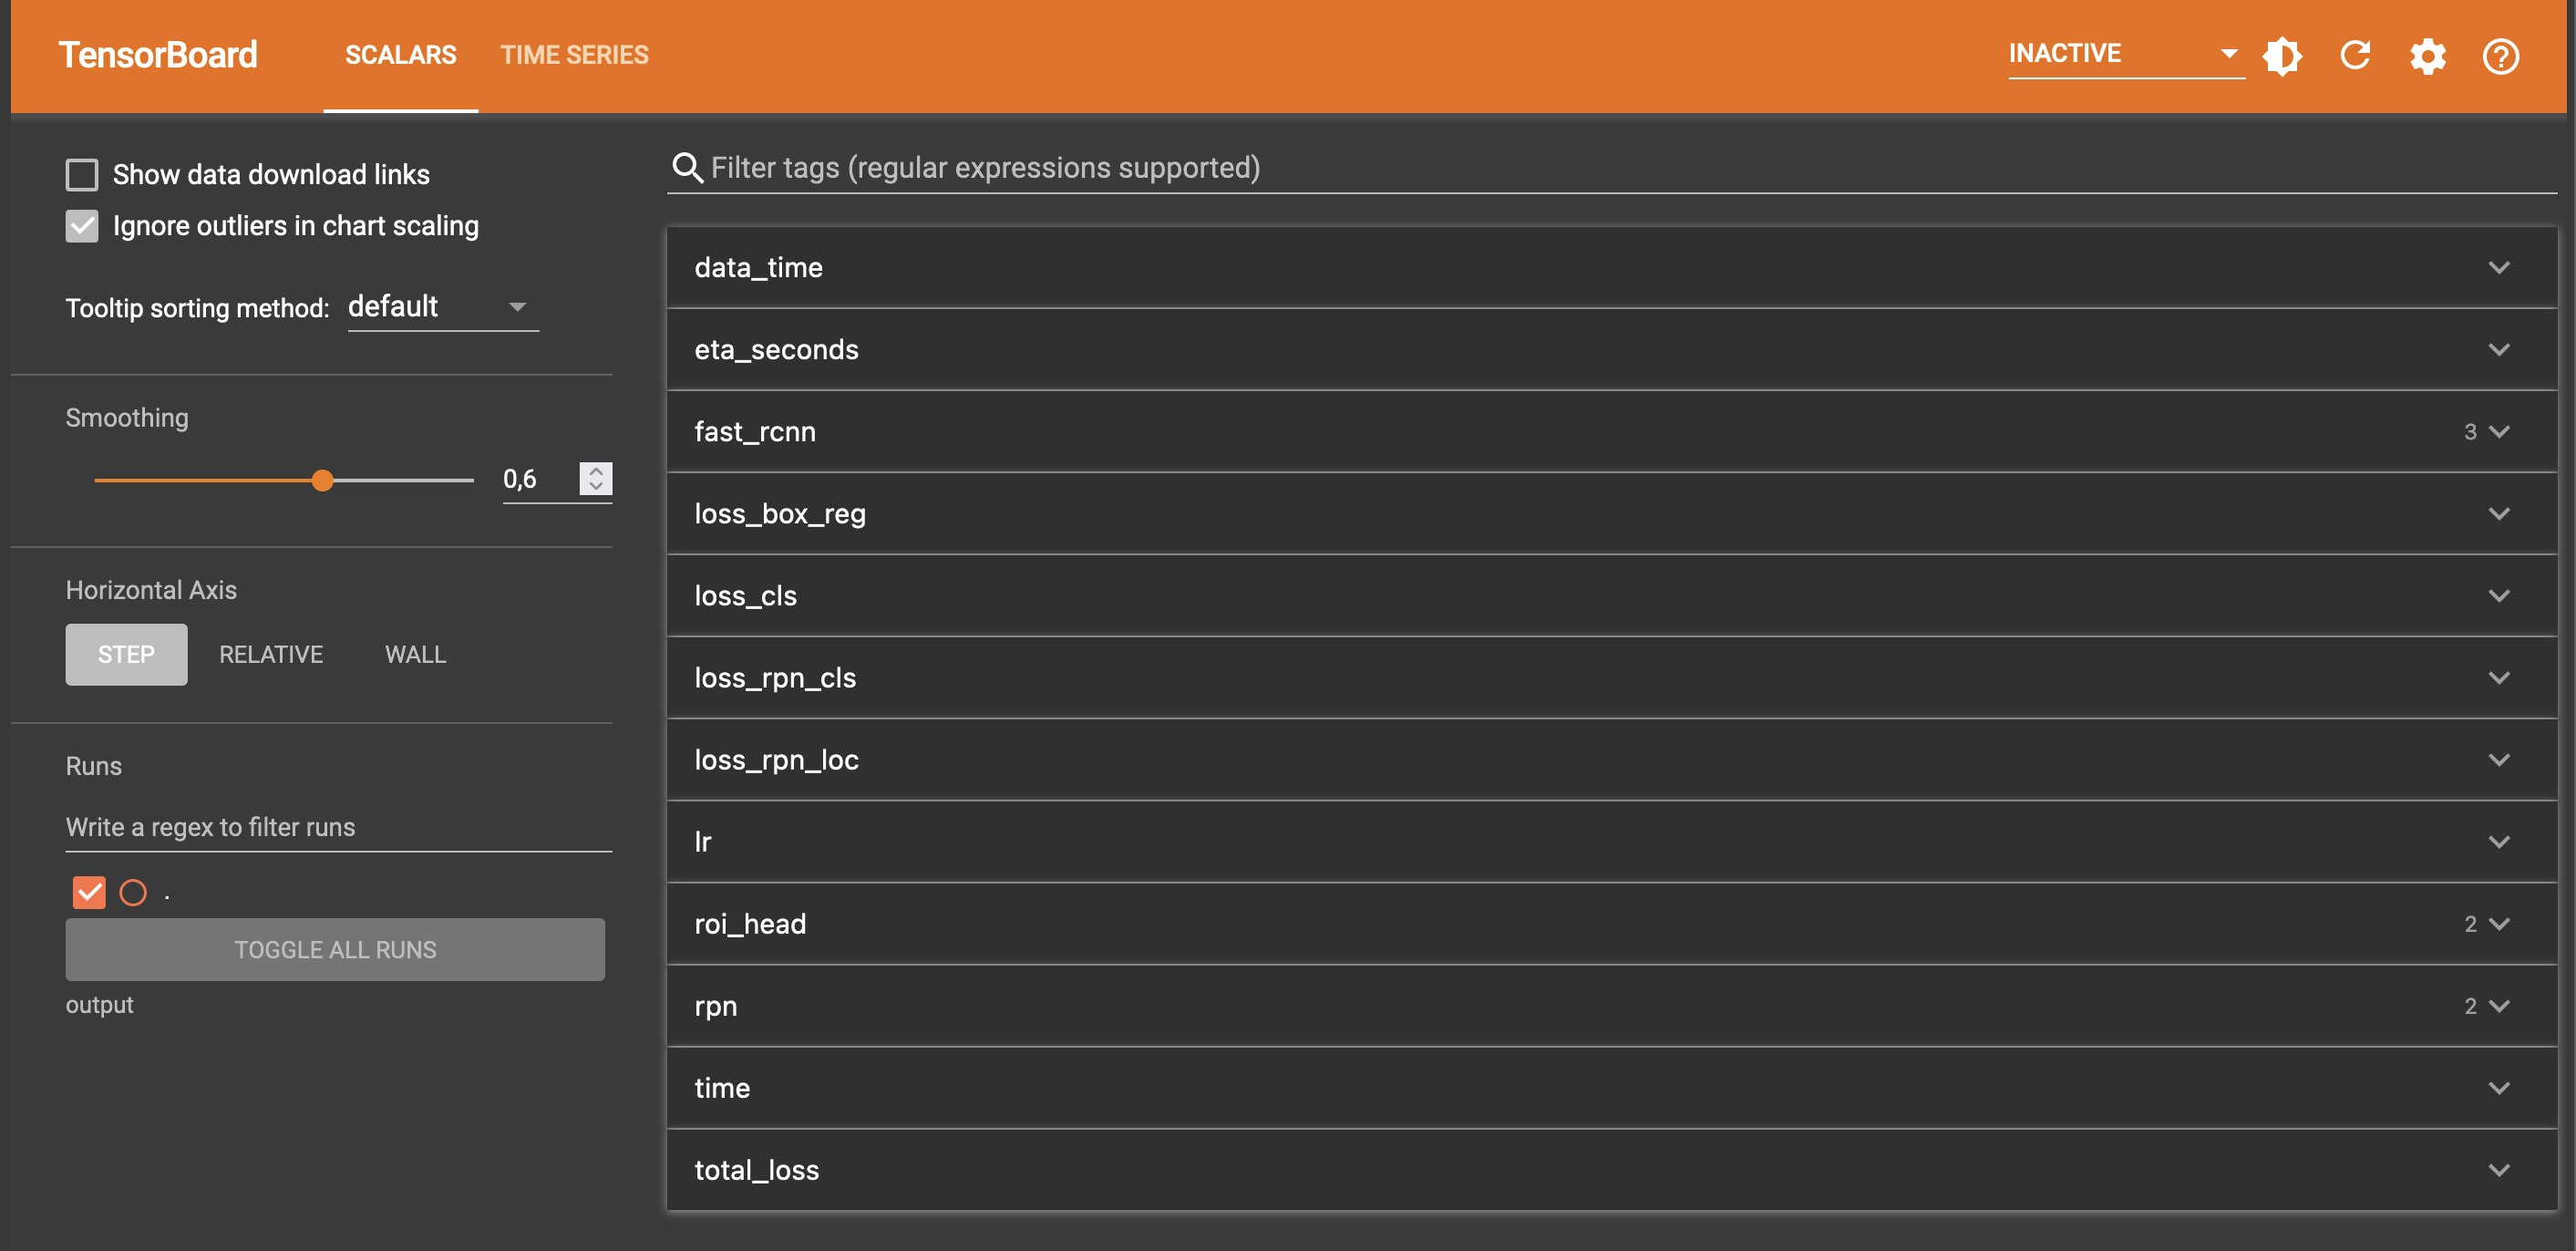 TensorBoard SCALARS TIME SERIES INACTIVE
Show data download links
Ignore outliers in chart scaling
Tooltip sorting method: default
Smoothing
0,6
Horizontal Axis
STEP RELATIVE WALL
Runs
Write a regex to filter runs
.
TOGGLE ALL RUNS
output
Filter tags (regular expressions supported)
data_time
eta_seconds
fast_rcnn 3
loss_box_reg
loss_cls
loss_rpn_cls
loss_rpn_loc
lr
roi_head 2
rpn 2
time
total_loss